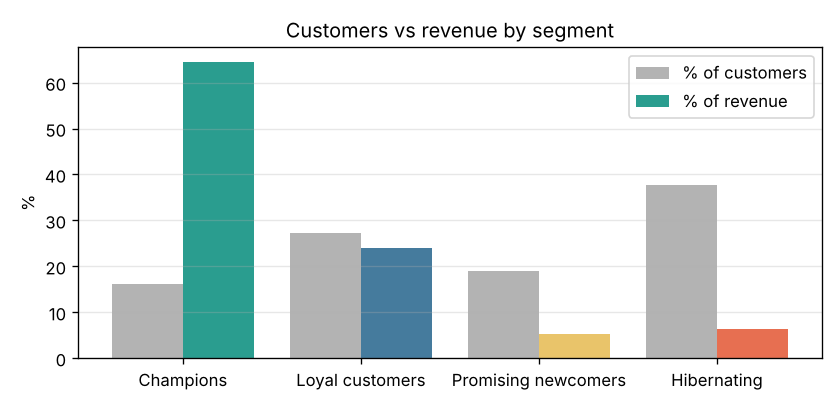 Customers vs revenue by segment
% of customers
% of revenue
%
60
50
40
30
20
10
0
Champions
Loyal customers
Promising newcomers
Hibernating